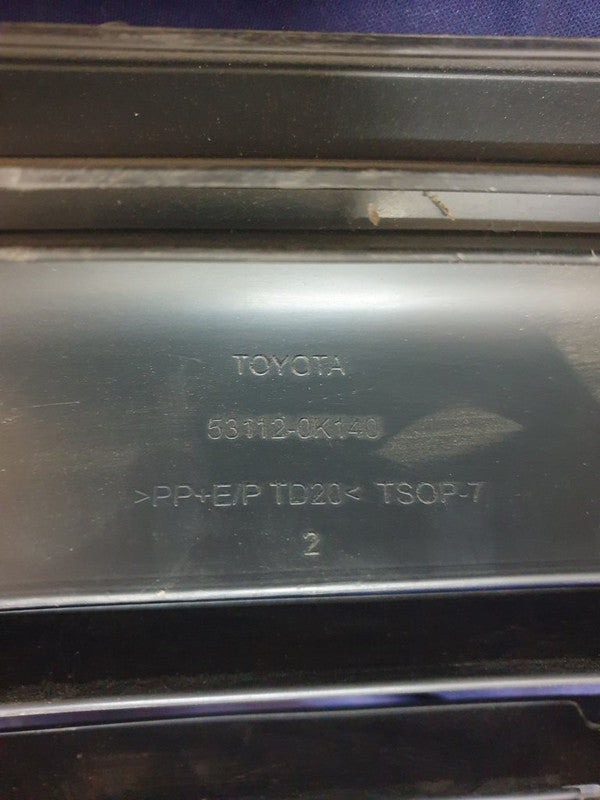 TOYOTA
53112-0K140
>PP+E/P TD20< TSOP-7
2